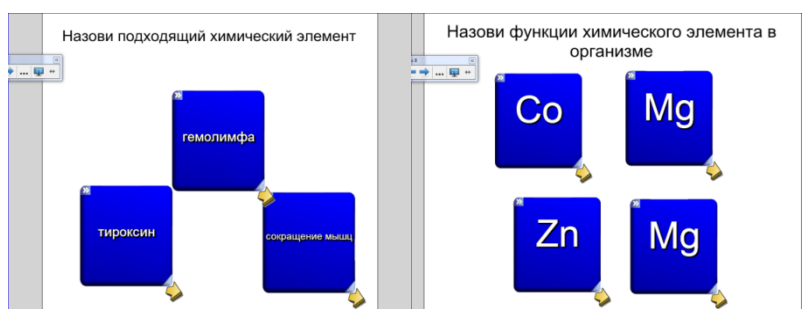 Назови подходящий химический элемент
гемолимфа
тироксин
сокращение мышц
Назови функции химического элемента в
организме
Co
Mg
Zn
Mg